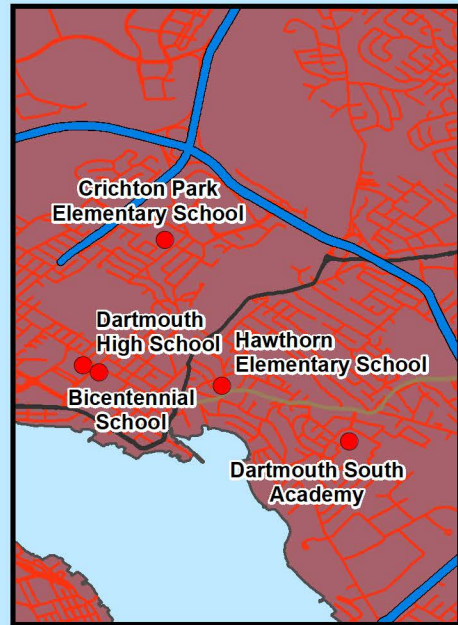 Crichton Park
Elementary School
Dartmouth
High School
Hawthorn
Elementary School
Bicentennial
School
Dartmouth South
Academy